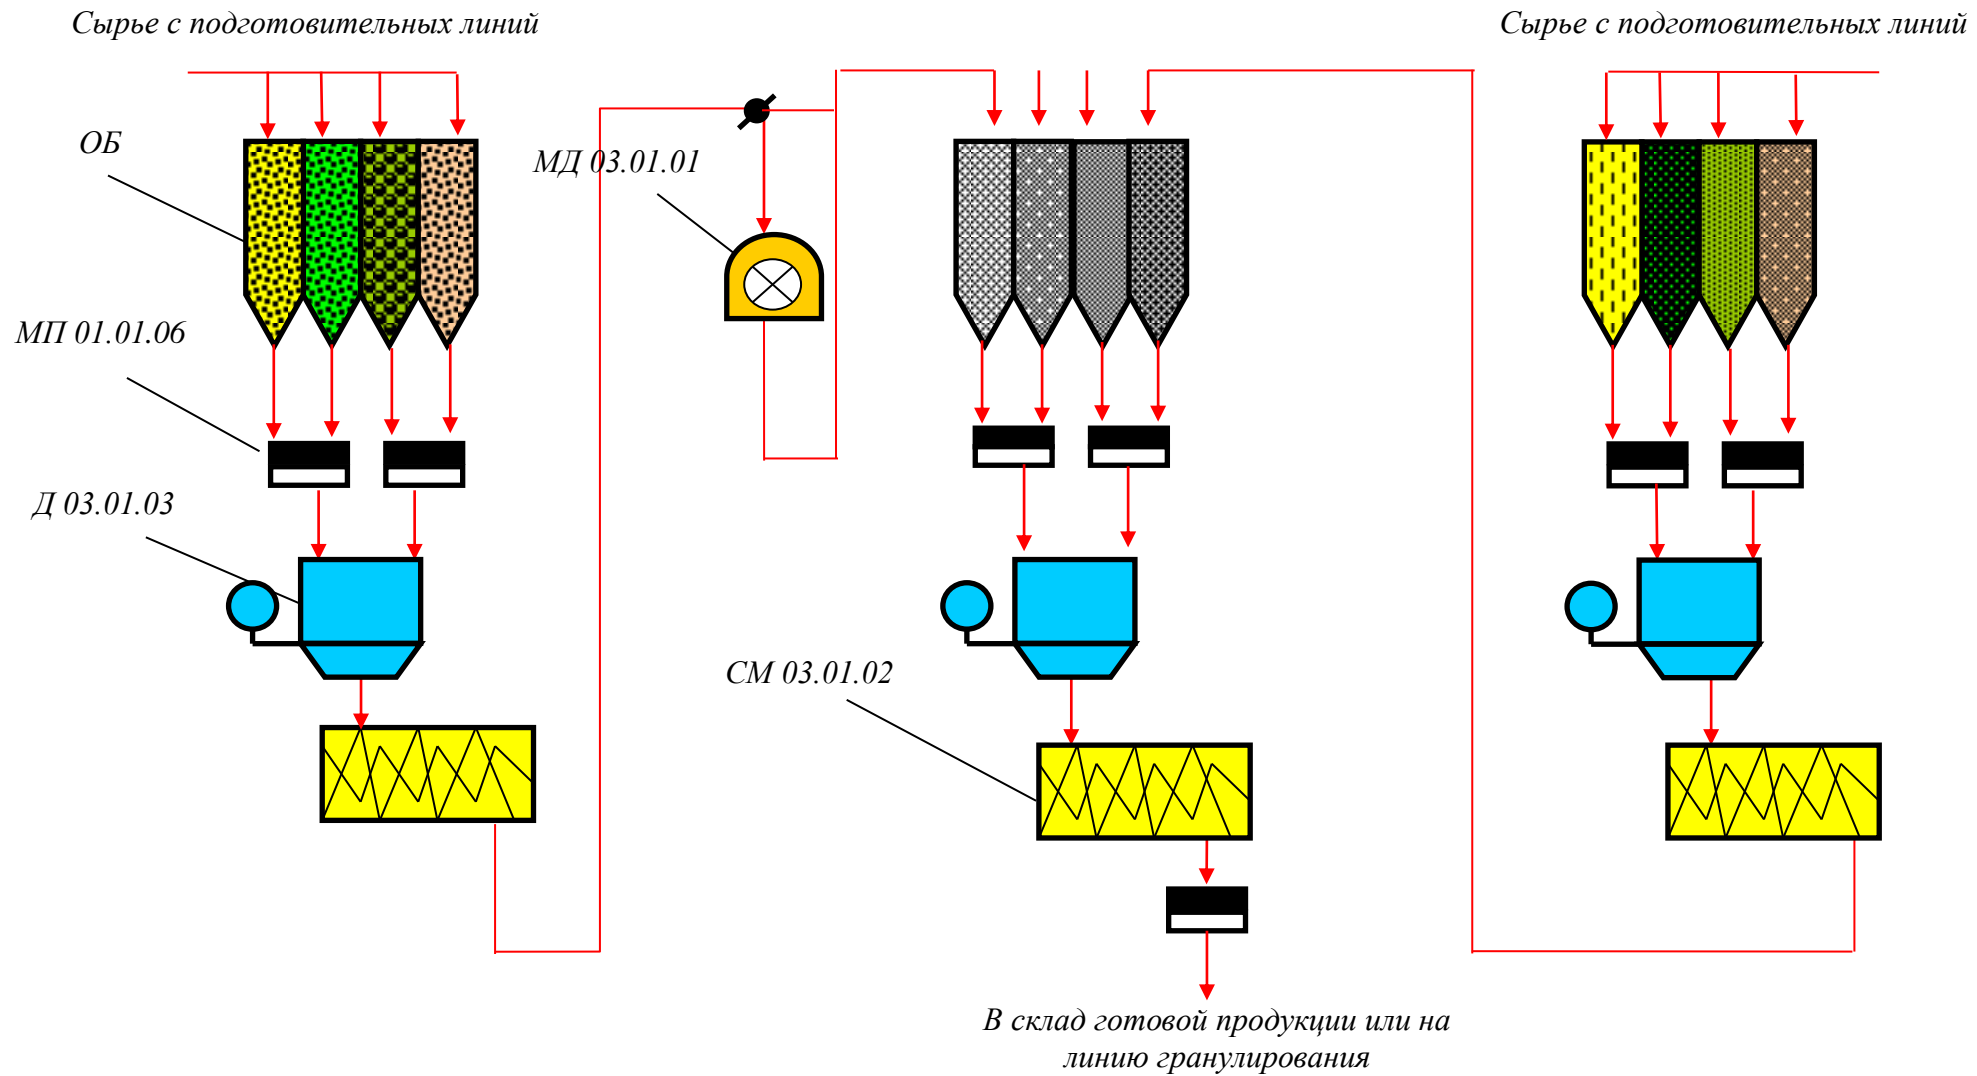 Сырье с подготовительных линий
Сырье с подготовительных линий
ОБ
МД 03.01.01
МП 01.01.06
Д 03.01.03
СМ 03.01.02
В склад готовой продукции или на
линию гранулирования